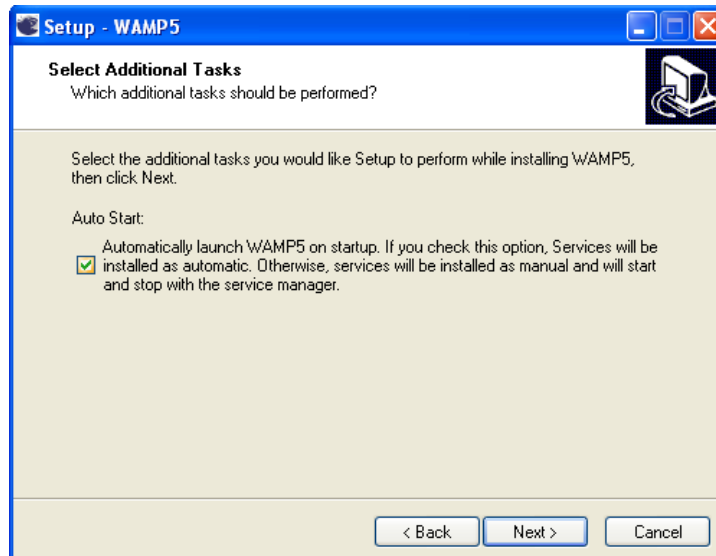 Setup - WAMP5
Select Additional Tasks
Which additional tasks should be performed?
Select the additional tasks you would like Setup to perform while installing WAMP5,
then click Next.
Auto Start:
Automatically launch WAMP5 on startup. If you check this option, Services will be
installed as automatic. Otherwise, services will be installed as manual and will start
and stop with the service manager.
< Back
Next >
Cancel